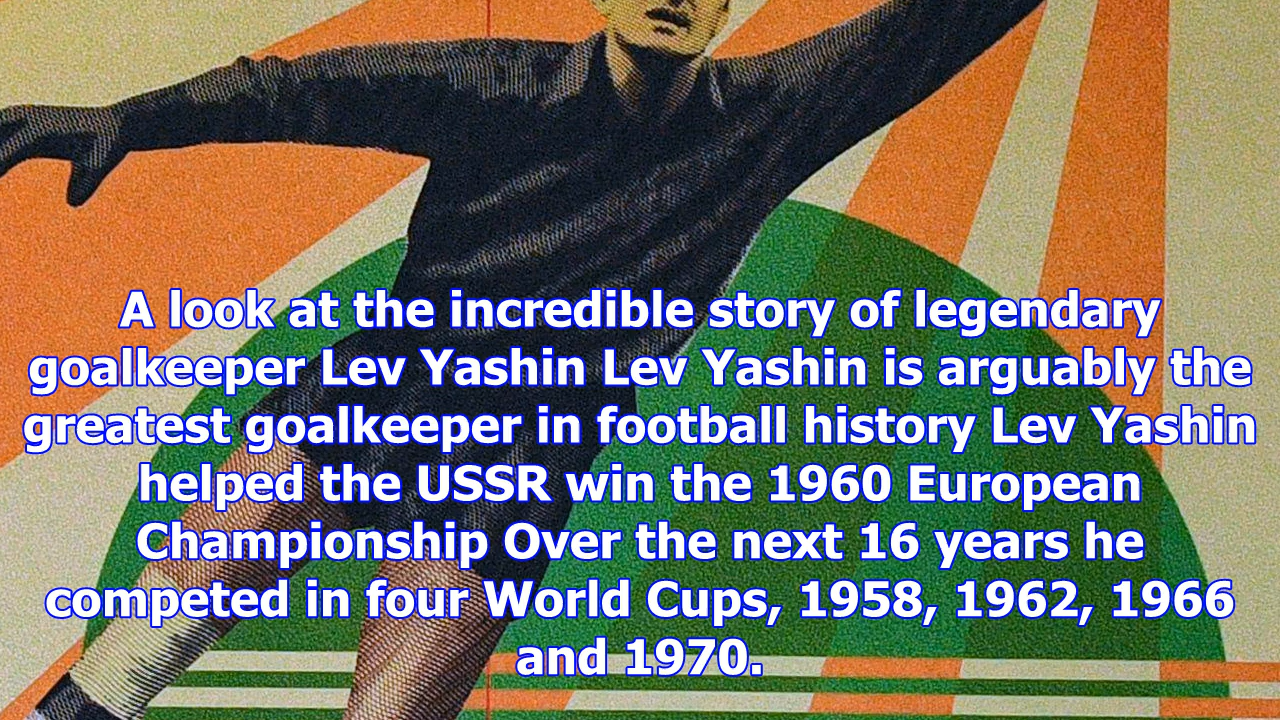 A look at the incredible story of legendary
goalkeeper Lev Yashin Lev Yashin is arguably the
greatest goalkeeper in football history Lev Yashin
helped the USSR win the 1960 European
Championship Over the next 16 years he
competed in four World Cups, 1958, 1962, 1966
and 1970.